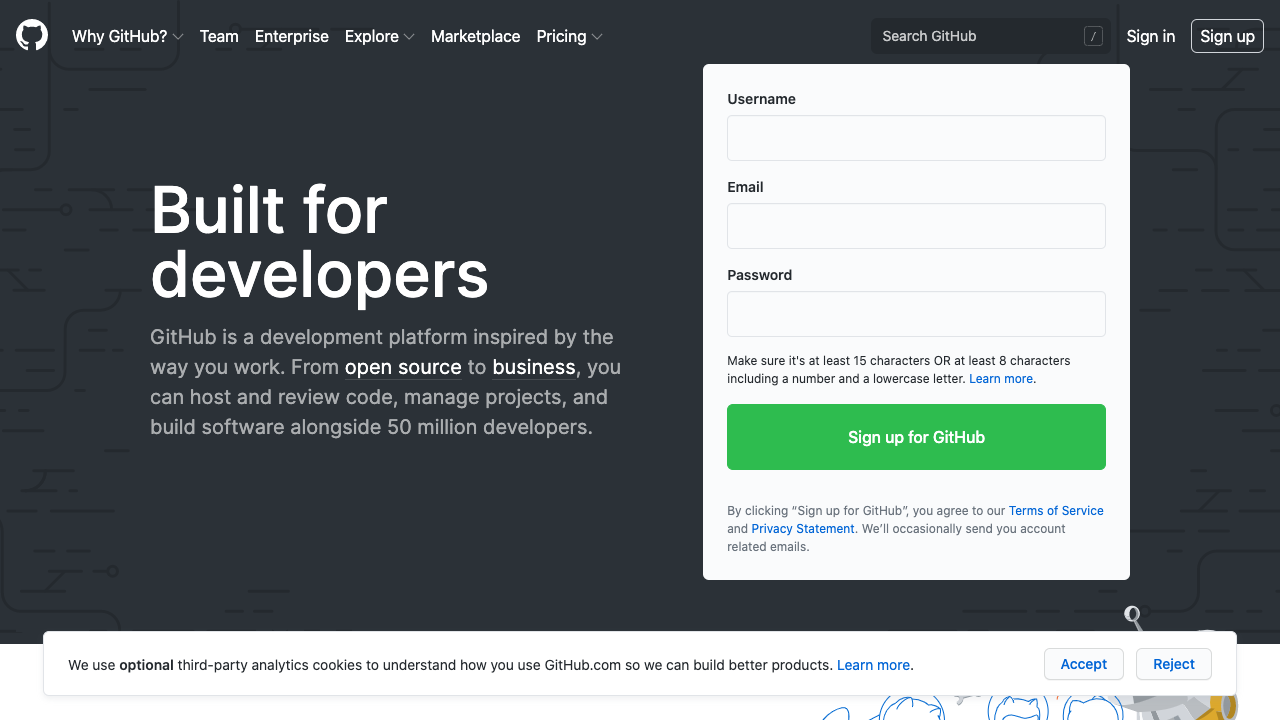 Why GitHub? Team Enterprise Explore Marketplace Pricing Search GitHub / Sign in Sign up
Built for
developers
GitHub is a development platform inspired by the
way you work. From open source to business, you
can host and review code, manage projects, and
build software alongside 50 million developers.
Username
Email
Password
Make sure it's at least 15 characters OR at least 8 characters
including a number and a lowercase letter. Learn more.
Sign up for GitHub
By clicking “Sign up for GitHub”, you agree to our Terms of Service
and Privacy Statement. We’ll occasionally send you account
related emails.
We use optional third-party analytics cookies to understand how you use GitHub.com so we can build better products. Learn more.
Accept Reject